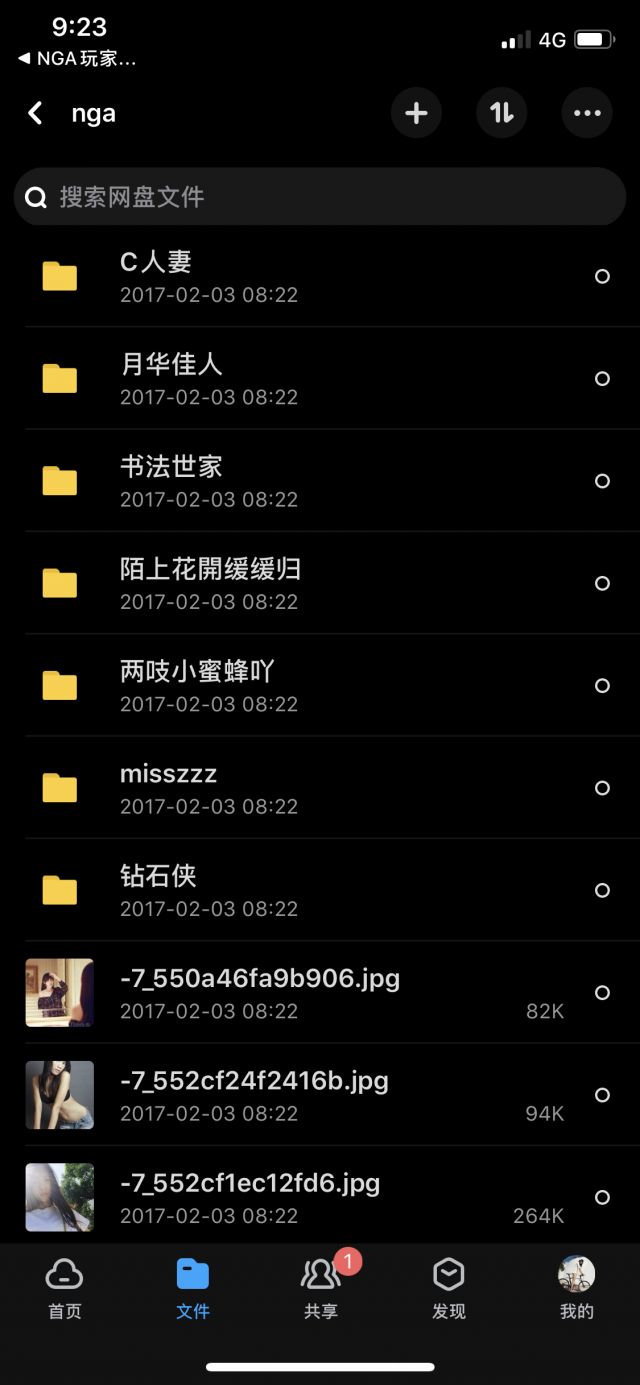 9:23
4G
◀ NGA玩家...
nga
搜索网盘文件
C人妻
2017-02-03 08:22
月华佳人
2017-02-03 08:22
书法世家
2017-02-03 08:22
陌上花開缓缓归
2017-02-03 08:22
两吱小蜜蜂吖
2017-02-03 08:22
misszzz
2017-02-03 08:22
钻石侠
2017-02-03 08:22
-7_550a46fa9b906.jpg
2017-02-03 08:22 82K
-7_552cf24f2416b.jpg
2017-02-03 08:22 94K
-7_552cf1ec12fd6.jpg
2017-02-03 08:22 264K
1
首页 文件 共享 发现 我的